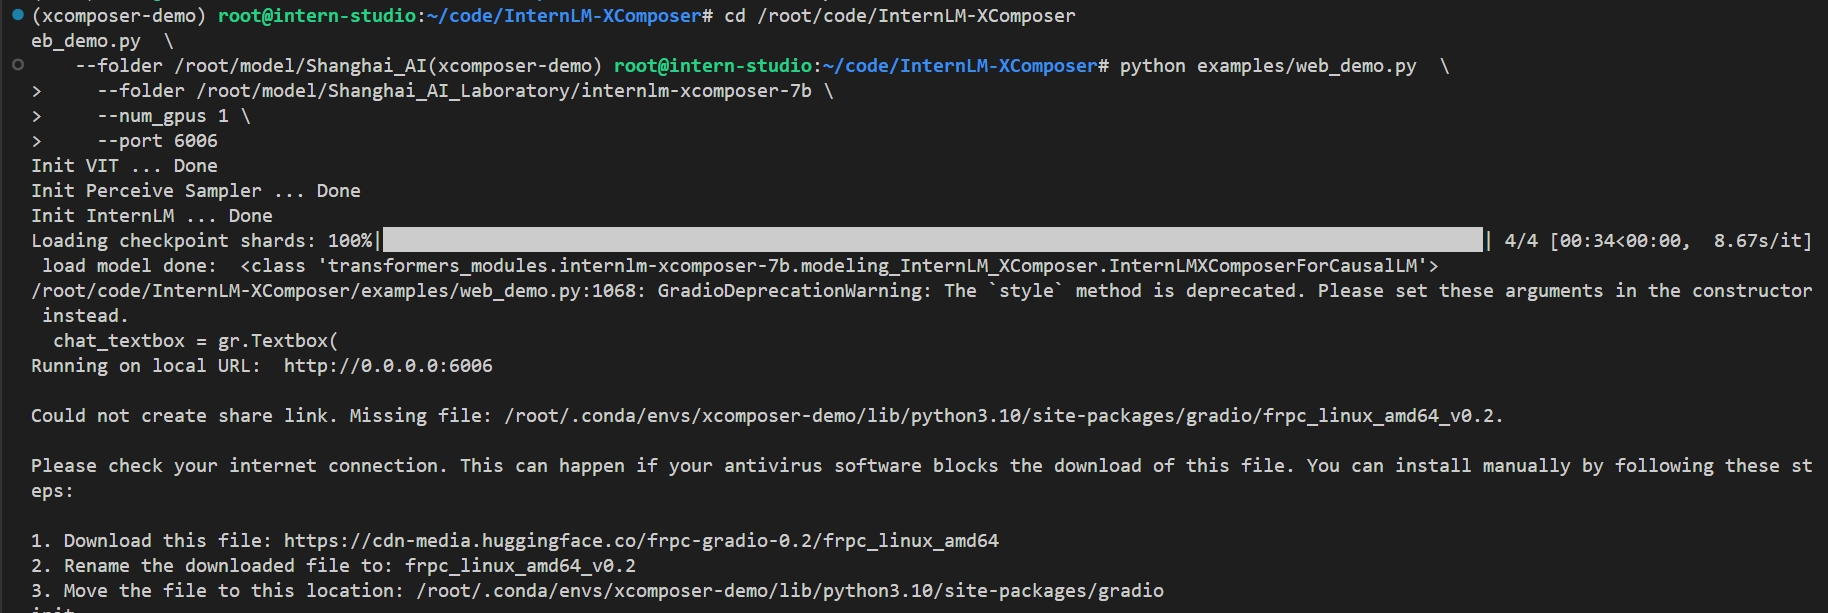 (xcomposer-demo) root@intern-studio:~/code/InternLM-XComposer# cd /root/code/InternLM-XComposer
eb_demo.py  \
    --folder /root/model/Shanghai_AI(xcomposer-demo) root@intern-studio:~/code/InternLM-XComposer# python examples/web_demo.py  \
>     --folder /root/model/Shanghai_AI_Laboratory/internlm-xcomposer-7b \
>     --num_gpus 1 \
>     --port 6006
Init VIT ... Done
Init Perceive Sampler ... Done
Init InternLM ... Done
Loading checkpoint shards: 100%| | 4/4 [00:34<00:00,  8.67s/it]
 load model done:  <class 'transformers_modules.internlm-xcomposer-7b.modeling_InternLM_XComposer.InternLMXComposerForCausalLM'>
/root/code/InternLM-XComposer/examples/web_demo.py:1068: GradioDeprecationWarning: The `style` method is deprecated. Please set these arguments in the constructor
 instead.
  chat_textbox = gr.Textbox(
Running on local URL:  http://0.0.0.0:6006
Could not create share link. Missing file: /root/.conda/envs/xcomposer-demo/lib/python3.10/site-packages/gradio/frpc_linux_amd64_v0.2.
Please check your internet connection. This can happen if your antivirus software blocks the download of this file. You can install manually by following these st
eps:
1. Download this file: https://cdn-media.huggingface.co/frpc-gradio-0.2/frpc_linux_amd64
2. Rename the downloaded file to: frpc_linux_amd64_v0.2
3. Move the file to this location: /root/.conda/envs/xcomposer-demo/lib/python3.10/site-packages/gradio